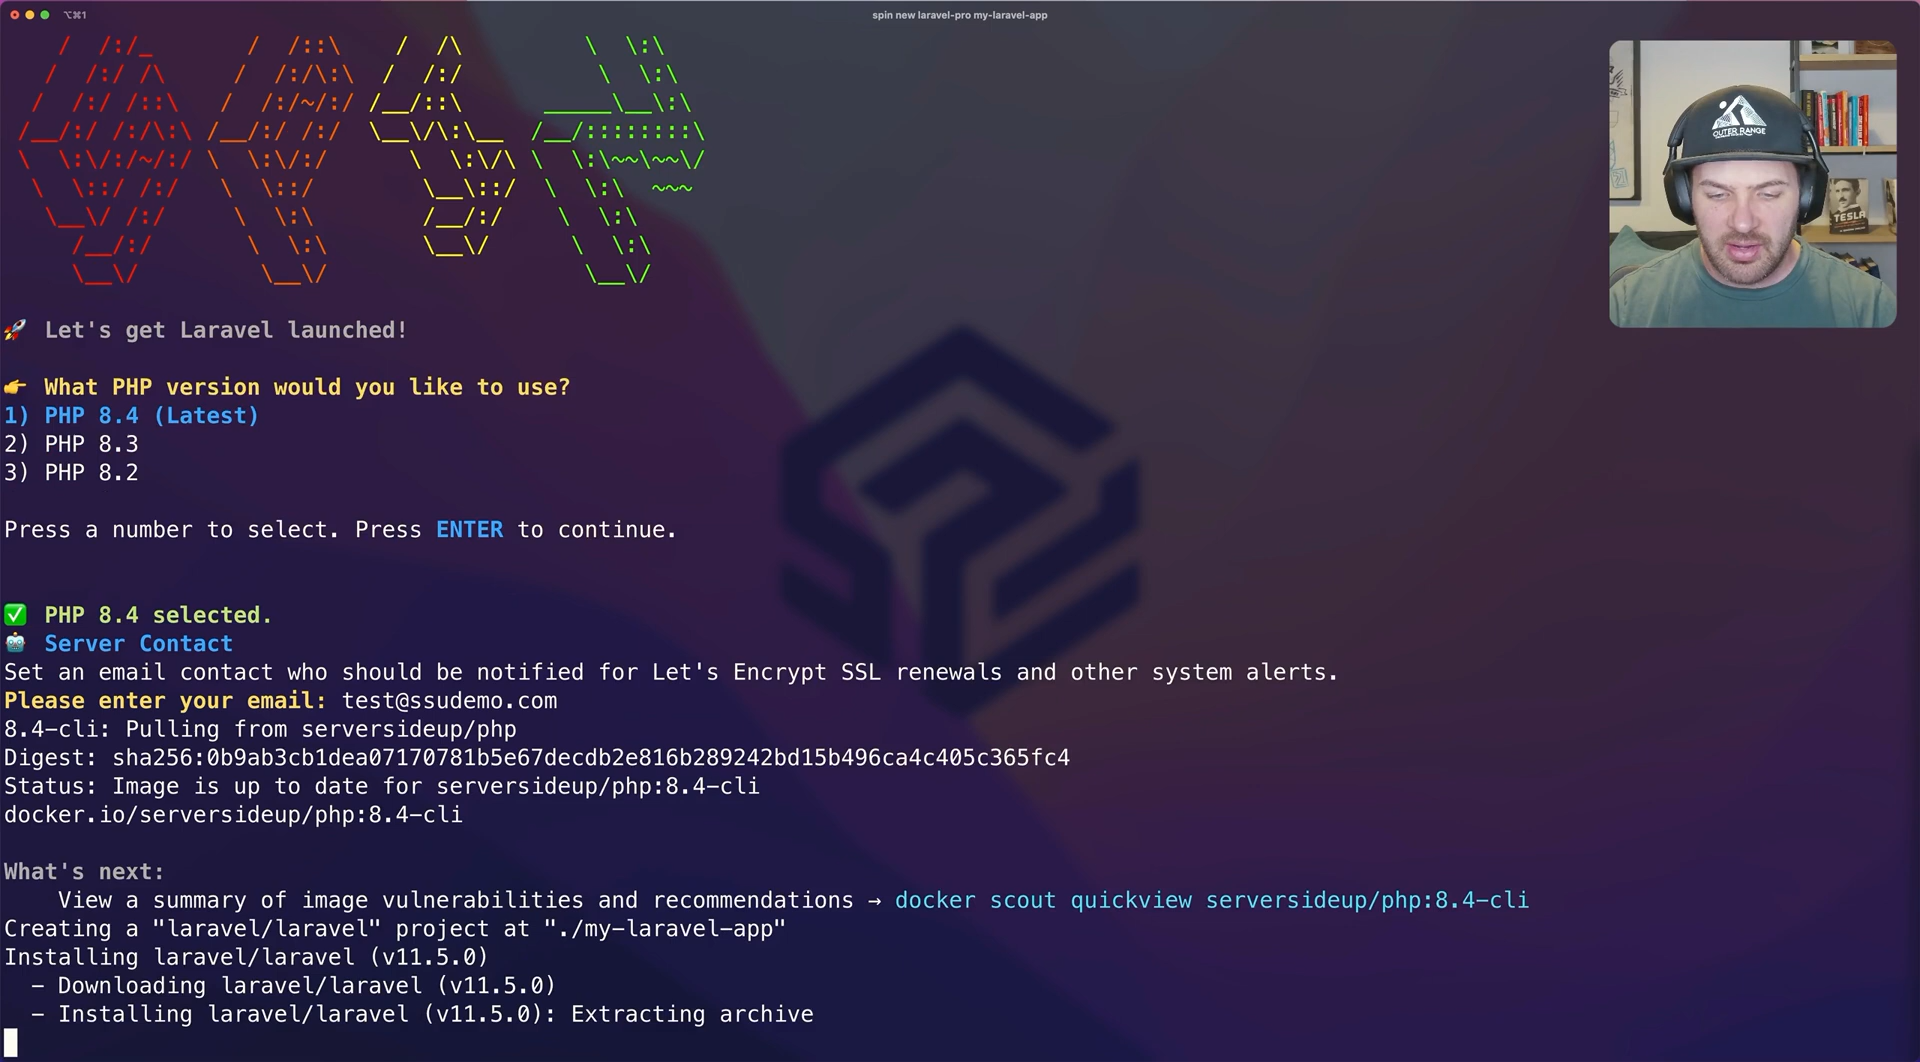 ⌥⌘1
spin new laravel-pro my-laravel-app
OUTER RANGE
TESLA
🚀 Let's get Laravel launched!
👉 What PHP version would you like to use?
1) PHP 8.4 (Latest)
2) PHP 8.3
3) PHP 8.2
Press a number to select. Press ENTER to continue.
✅ PHP 8.4 selected.
🤖 Server Contact
Set an email contact who should be notified for Let's Encrypt SSL renewals and other system alerts.
Please enter your email: test@ssudemo.com
8.4-cli: Pulling from serversideup/php
Digest: sha256:0b9ab3cb1dea07170781b5e67decdb2e816b289242bd15b496ca4c405c365fc4
Status: Image is up to date for serversideup/php:8.4-cli
docker.io/serversideup/php:8.4-cli
What's next:
View a summary of image vulnerabilities and recommendations → docker scout quickview serversideup/php:8.4-cli
Creating a "laravel/laravel" project at "./my-laravel-app"
Installing laravel/laravel (v11.5.0)
- Downloading laravel/laravel (v11.5.0)
- Installing laravel/laravel (v11.5.0): Extracting archive